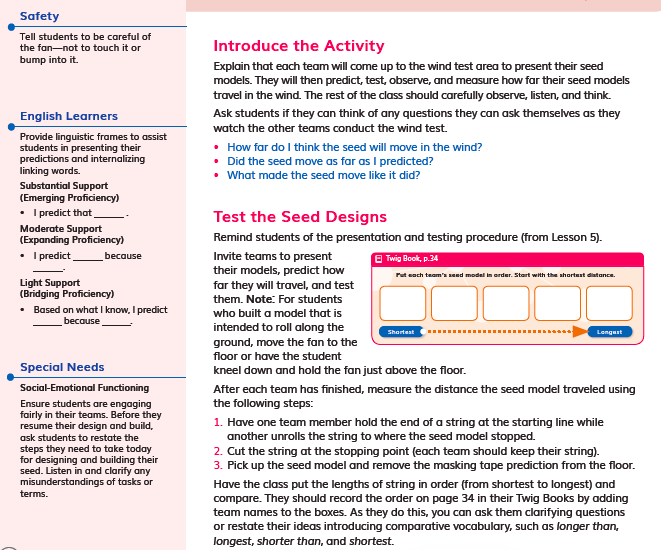 Safety
Tell students to be careful of
the fan—not to touch it or
bump into it.
English Learners
Provide linguistic frames to assist
students in presenting their
predictions and internalizing
linking words.
Substantial Support
(Emerging Proficiency)
• I predict that ______ .
Moderate Support
(Expanding Proficiency)
• I predict ______ because
______.
Light Support
(Bridging Proficiency)
• Based on what I know, I predict
______ because ______.
Special Needs
Social-Emotional Functioning
Ensure students are engaging
fairly in their teams. Before they
resume their design and build,
ask students to restate the
steps they need to take today
for designing and building their
seed. Listen in and clarify any
misunderstandings of tasks or
terms.
Introduce the Activity
Explain that each team will come up to the wind test area to present their seed
models. They will then predict, test, observe, and measure how far their seed models
travel in the wind. The rest of the class should carefully observe, listen, and think.
Ask students if they can think of any questions they can ask themselves as they
watch the other teams conduct the wind test.
• How far do I think the seed will move in the wind?
• Did the seed move as far as I predicted?
• What made the seed move like it did?
Test the Seed Designs
Remind students of the presentation and testing procedure (from Lesson 5).
Invite teams to present
their models, predict how
far they will travel, and test
them. Note: For students
who built a model that is
intended to roll along the
ground, move the fan to the
floor or have the student
kneel down and hold the fan just above the floor.
Twig Book, p.34
Put each team's seed model in order. Start with the shortest distance.
Shortest
Longest
After each team has finished, measure the distance the seed model traveled using
the following steps:
1. Have one team member hold the end of a string at the starting line while
another unrolls the string to where the seed model stopped.
2. Cut the string at the stopping point (each team should keep their string).
3. Pick up the seed model and remove the masking tape prediction from the floor.
Have the class put the lengths of string in order (from shortest to longest) and
compare. They should record the order on page 34 in their Twig Books by adding
team names to the boxes. As they do this, you can ask them clarifying questions
or restate their ideas introducing comparative vocabulary, such as longer than,
longest, shorter than, and shortest.